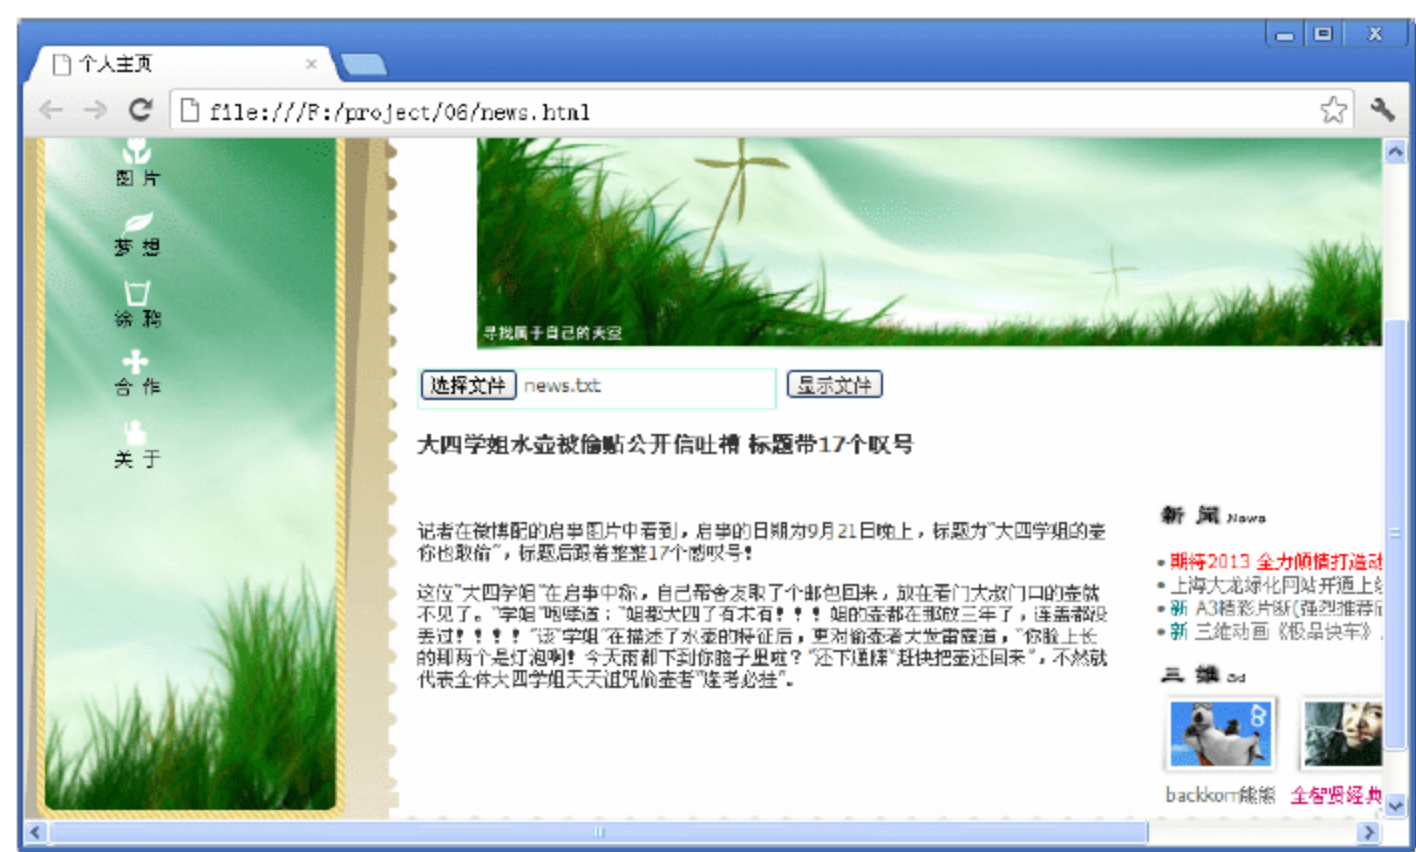 个人主页
file:///F:/project/06/news.html
图片
梦想
涂鸦
合作
关于
寻找属于自己的天空
选择文件 news.txt 显示文件
大四学姐水壶被偷贴公开信吐槽 标题带17个叹号
记者在微博配的启事图片中看到，启事的日期为9月21日晚上，标题为"大四学姐的壶
你也敢偷"，标题后跟着整整17个感叹号！
这位"大四学姐"在启事中称，自己帮舍友取了个邮包回来，放在看门大叔门口的壶就
不见了。"学姐"咆哮道："姐都大四了有木有！！！姐的壶都在那放三年了，连盖都没
丢过！！！！"该"学姐"在描述了水壶的特征后，更对偷壶者大发雷霆道，"你脸上长
的那两个是灯泡啊！今天雨都下到你脑子里啦？"还下通牒"赶快把壶还回来"，不然就
代表全体大四学姐天天诅咒偷壶者"逢考必挂"。
新闻 News
期待2013 全力倾情打造动
上海大龙绿化网站开通上线
新 A3精彩片断(强烈推荐
新 三维动画《极品快车》
三维 3d
backkom熊熊 全智贤经典